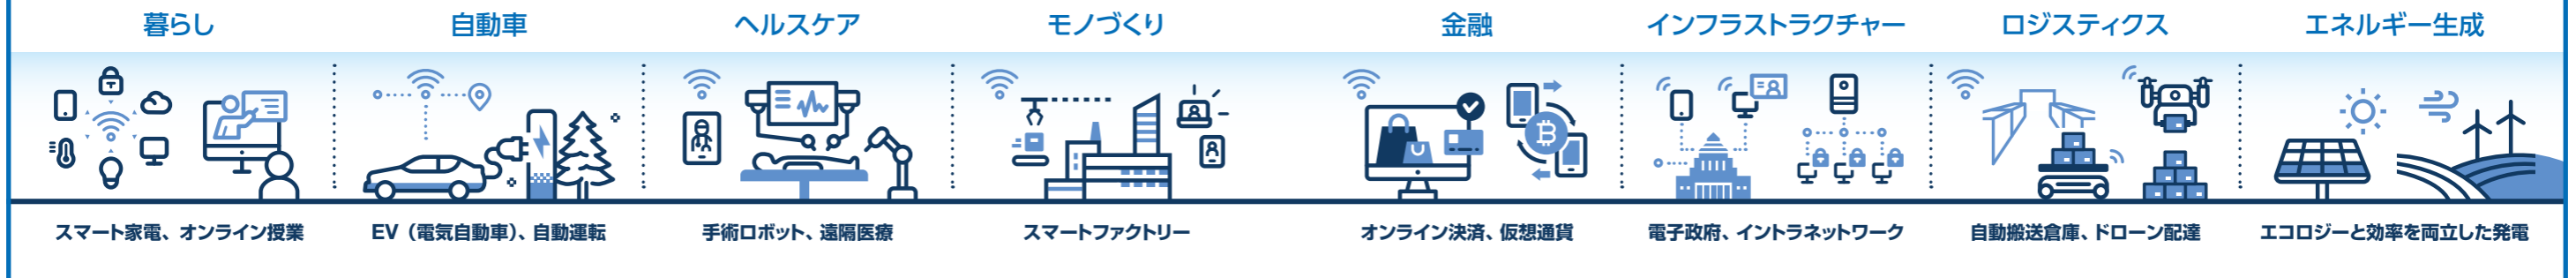 暮らし
自動車
ヘルスケア
モノづくり
金融
インフラストラクチャー
ロジスティクス
エネルギー生成
スマート家電、オンライン授業
EV（電気自動車）、自動運転
手術ロボット、遠隔医療
スマートファクトリー
オンライン決済、仮想通貨
電子政府、イントラネットワーク
自動搬送倉庫、ドローン配達
エコロジーと効率を両立した発電